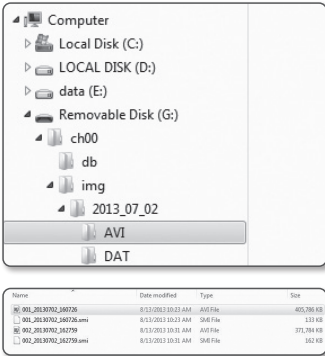 Computer
Local Disk (C:)
LOCAL DISK (D:)
data (E:)
Removable Disk (G:)
ch00
db
img
2013_07_02
AVI
DAT
Name Date modified Type Size
001_20130702_160726 8/13/2013 10:23 AM AVI File 405,786 KB
001_20130702_160726.smi 8/13/2013 10:23 AM SMI File 133 KB
002_20130702_162759 8/13/2013 10:31 AM AVI File 371,784 KB
002_20130702_162759.smi 8/13/2013 10:31 AM SMI File 162 KB